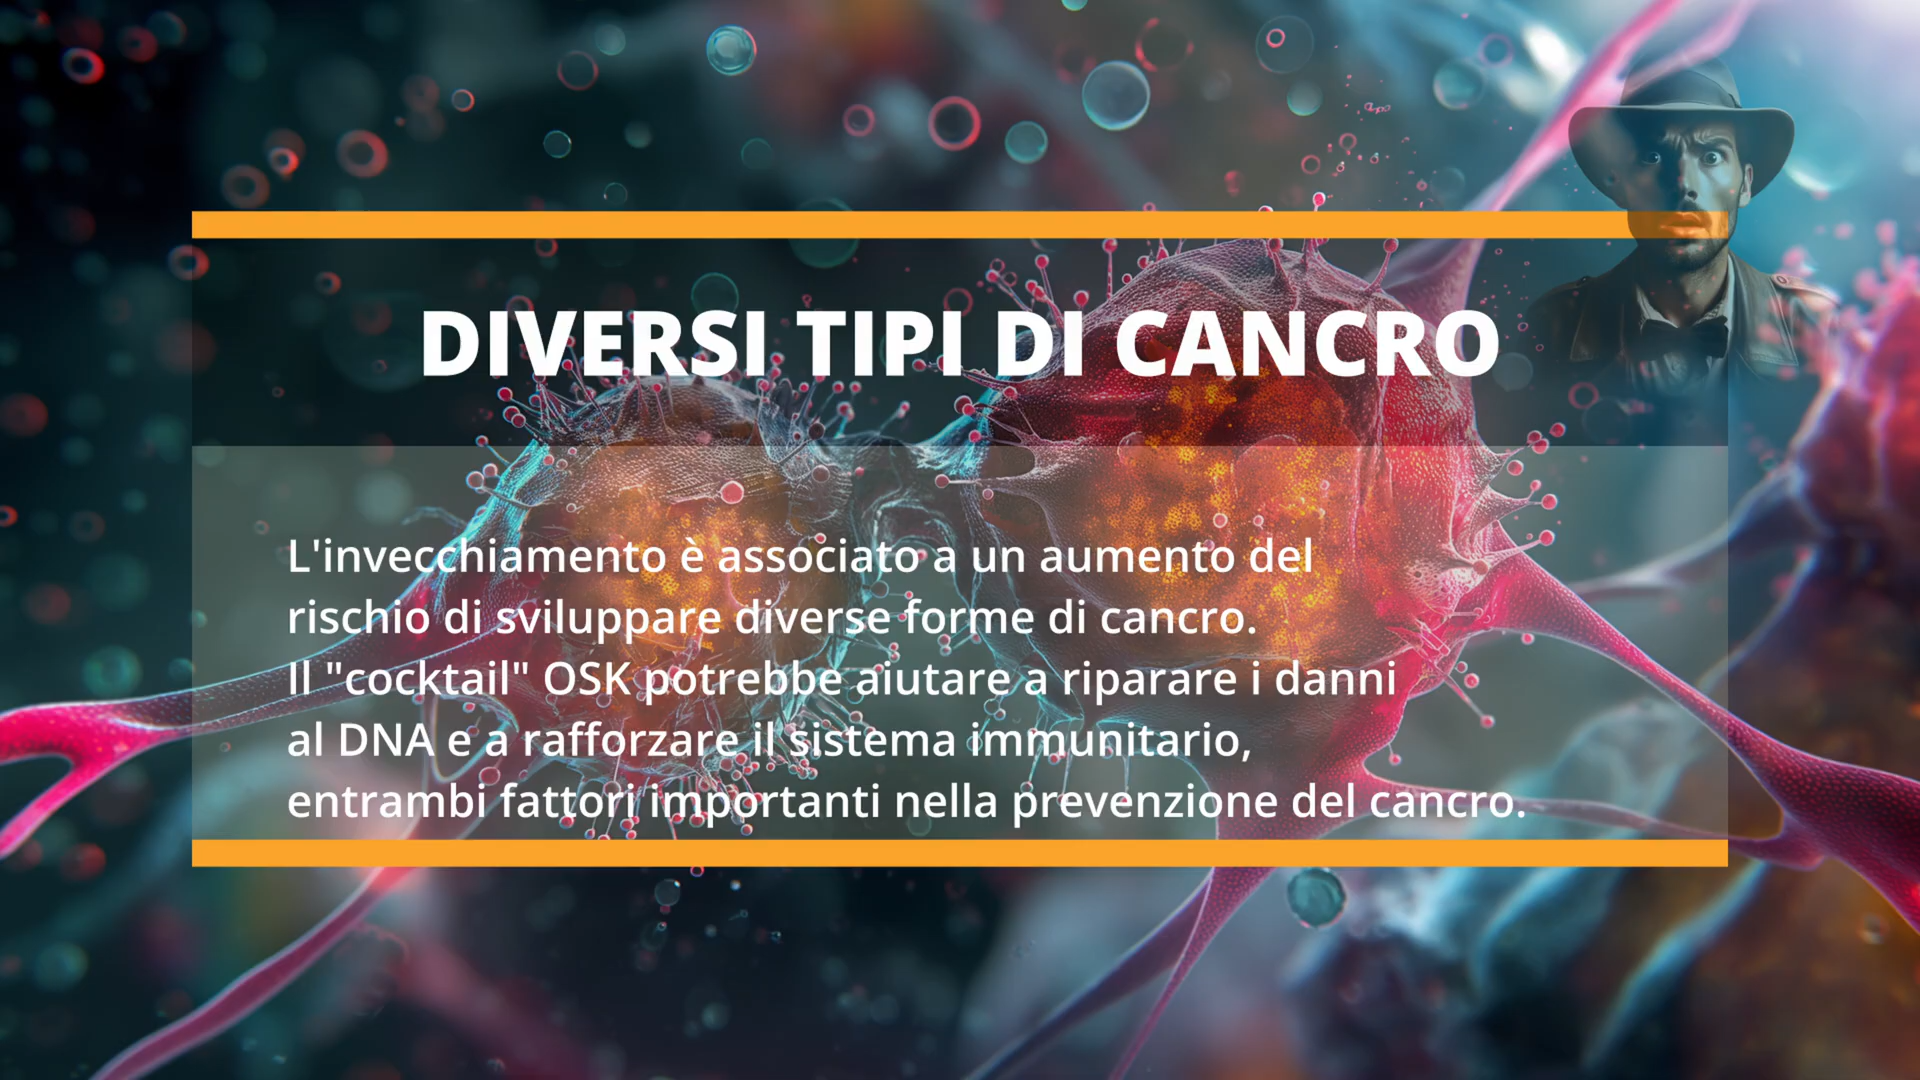 DIVERSI TIPI DI CANCRO
L'invecchiamento è associato a un aumento del
rischio di sviluppare diverse forme di cancro.
Il "cocktail" OSK potrebbe aiutare a riparare i danni
al DNA e a rafforzare il sistema immunitario,
entrambi fattori importanti nella prevenzione del cancro.